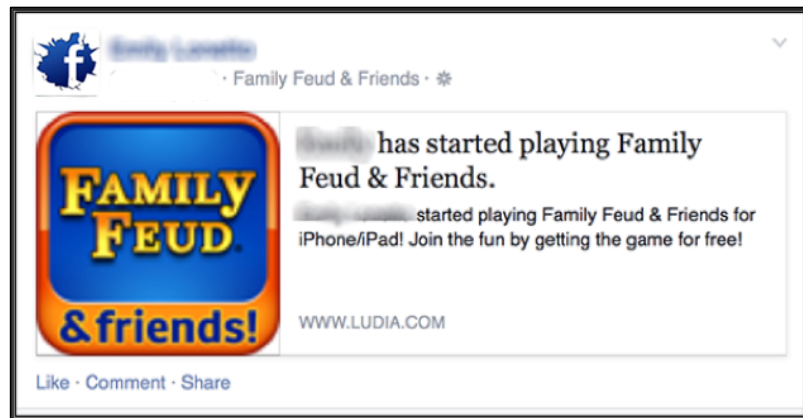 f
· Family Feud & Friends ·
FAMILY
FEUD
& friends!
has started playing Family
Feud & Friends.
started playing Family Feud & Friends for
iPhone/iPad! Join the fun by getting the game for free!
WWW.LUDIA.COM
Like · Comment · Share